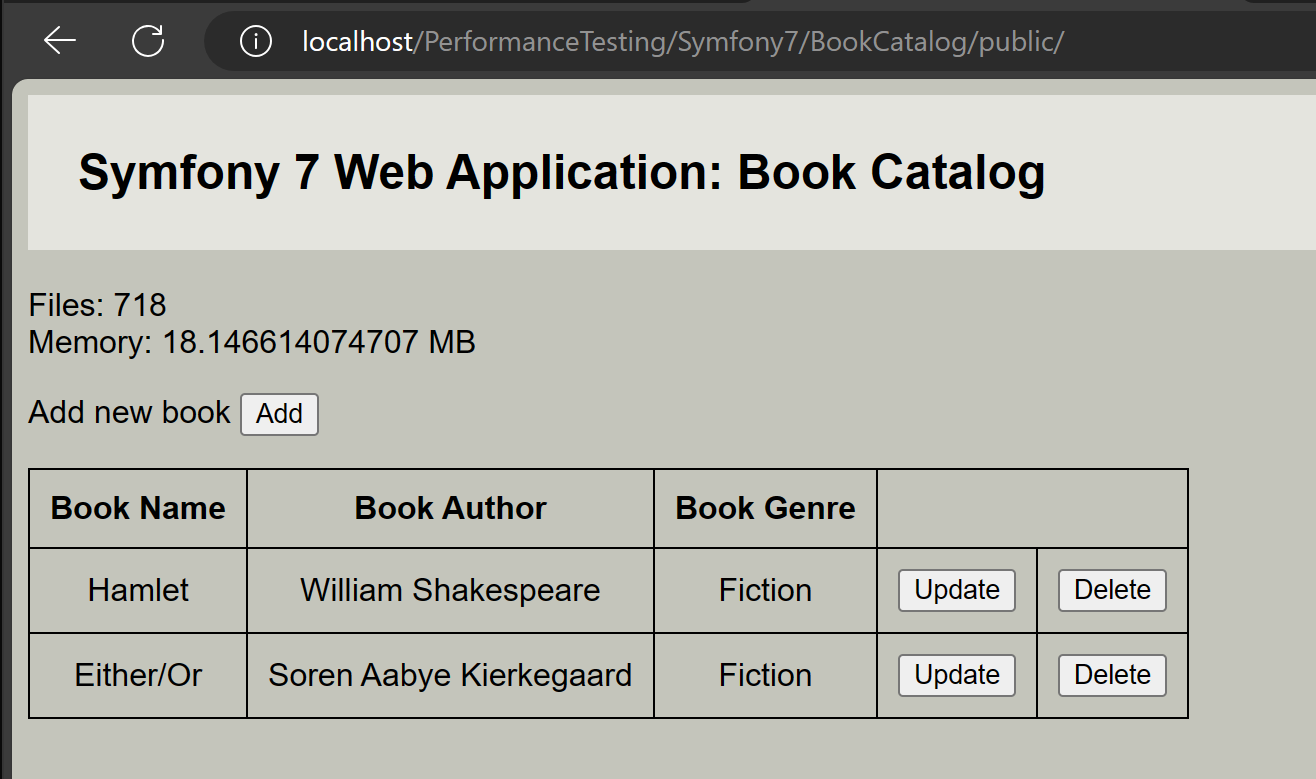 localhost/PerformanceTesting/Symfony7/BookCatalog/public/
Symfony 7 Web Application: Book Catalog
Files: 718
Memory: 18.146614074707 MB
Add new book Add
Book Name Book Author Book Genre
Hamlet William Shakespeare Fiction Update Delete
Either/Or Soren Aabye Kierkegaard Fiction Update Delete